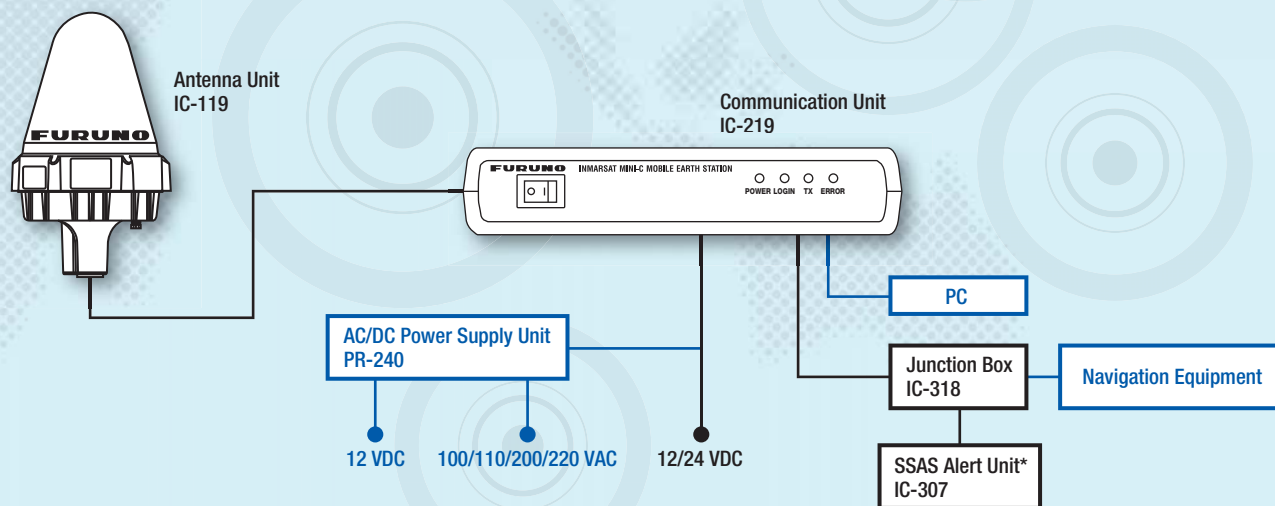 Antenna Unit
IC-119
FURUNO
Communication Unit
IC-219
FURUNO INMARSAT MINI-C MOBILE EARTH STATION
POWER LOGIN TX ERROR
PC
AC/DC Power Supply Unit
PR-240
Junction Box
IC-318
Navigation Equipment
12 VDC
100/110/200/220 VAC
12/24 VDC
SSAS Alert Unit*
IC-307